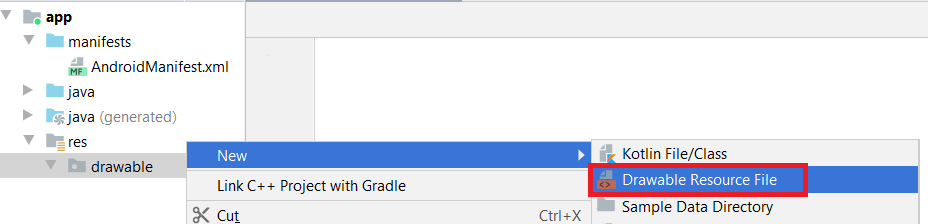 app
manifests
MF AndroidManifest.xml
java
java (generated)
res
drawable
New
Link C++ Project with Gradle
Cut Ctrl+X
Kotlin File/Class
Drawable Resource File
Sample Data Directory